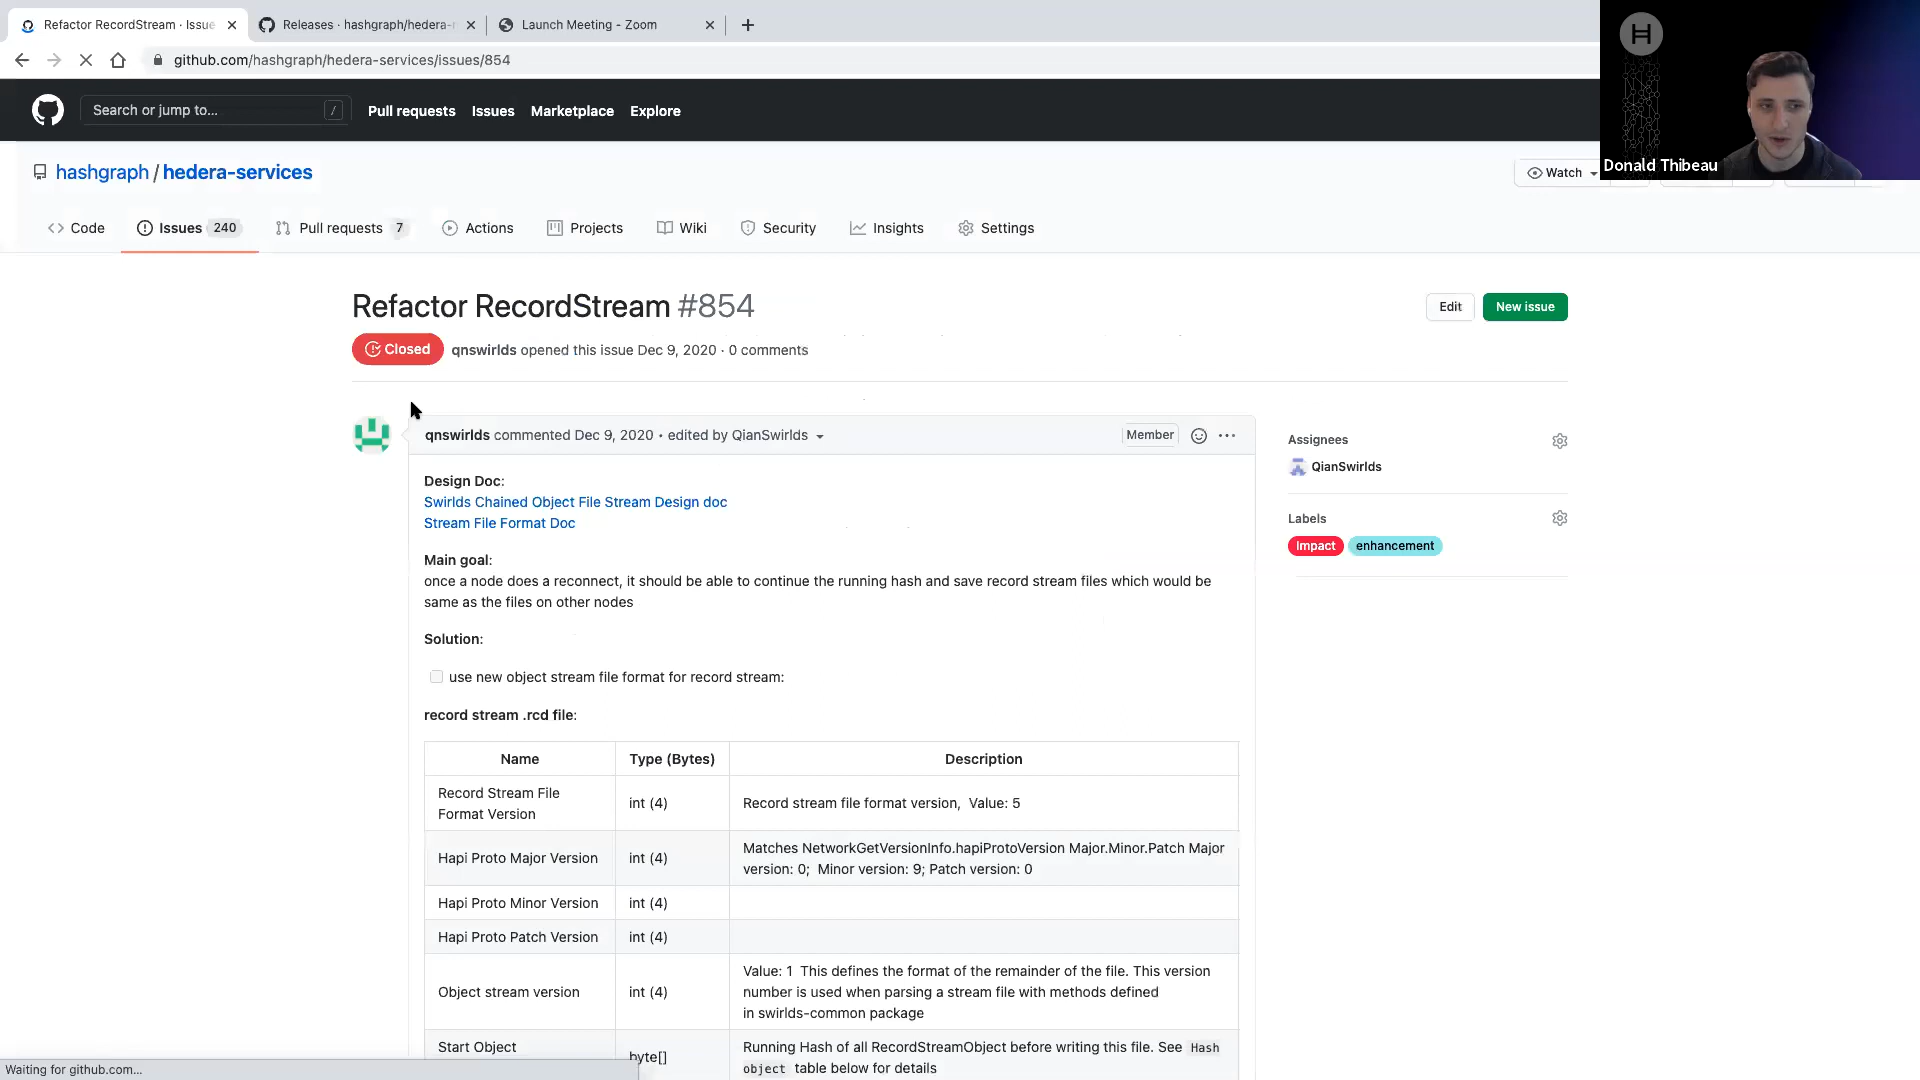 Refactor RecordStream · Issue
Releases · hashgraph/hedera-
Launch Meeting - Zoom
github.com/hashgraph/hedera-services/issues/854
Search or jump to...
/
Pull requests
Issues
Marketplace
Explore
H
Donald Thibeau
hashgraph / hedera-services
Watch
Code
Issues 240
Pull requests 7
Actions
Projects
Wiki
Security
Insights
Settings
Refactor RecordStream #854
Edit
New issue
Closed
qnswirlds opened this issue Dec 9, 2020 · 0 comments
qnswirlds commented Dec 9, 2020 • edited by QianSwirlds
Member
Assignees
QianSwirlds
Labels
Impact
enhancement
Design Doc:
Swirlds Chained Object File Stream Design doc
Stream File Format Doc
Main goal:
once a node does a reconnect, it should be able to continue the running hash and save record stream files which would be
same as the files on other nodes
Solution:
use new object stream file format for record stream:
record stream .rcd file:
Name
Type (Bytes)
Description
Record Stream File
Format Version
int (4)
Record stream file format version, Value: 5
Hapi Proto Major Version
int (4)
Matches NetworkGetVersionInfo.hapiProtoVersion Major.Minor.Patch Major
version: 0; Minor version: 9; Patch version: 0
Hapi Proto Minor Version
int (4)
Hapi Proto Patch Version
int (4)
Object stream version
int (4)
Value: 1 This defines the format of the remainder of the file. This version
number is used when parsing a stream file with methods defined
in swirlds-common package
Start Object
byte[]
Running Hash of all RecordStreamObject before writing this file. See Hash
object table below for details
Waiting for github.com...